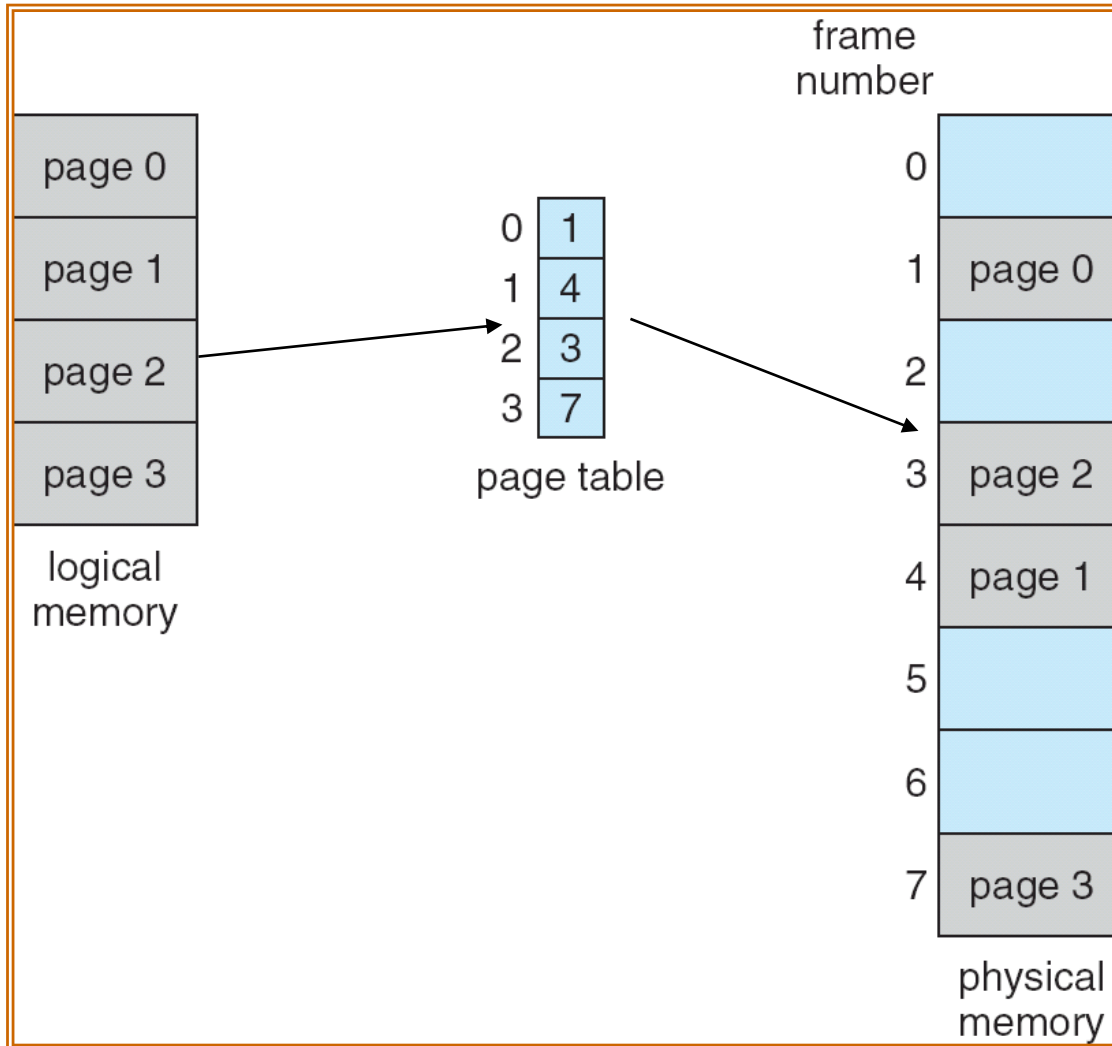 frame
number
page 0
page 1
page 2
page 3
logical
memory
0 1
1 4
2 3
3 7
page table
0
1 page 0
2
3 page 2
4 page 1
5
6
7 page 3
physical
memory